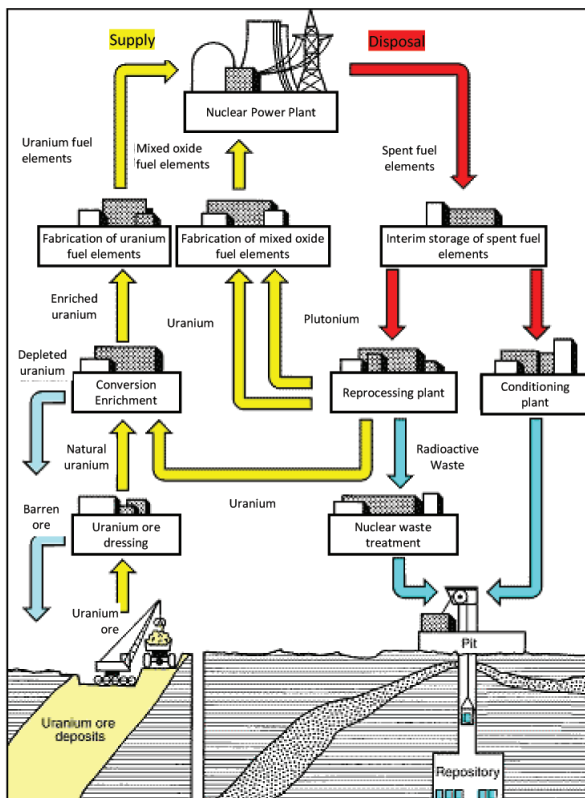 Supply
Disposal
Nuclear Power Plant
Uranium fuel
elements
Mixed oxide
fuel elements
Spent fuel
elements
Fabrication of uranium
fuel elements
Fabrication of mixed oxide
fuel elements
Interim storage of spent fuel
elements
Enriched
uranium
Uranium
Plutonium
Depleted
uranium
Conversion
Enrichment
Reprocessing plant
Conditioning
plant
Natural
uranium
Radioactive
Waste
Uranium
Barren
ore
Uranium ore
dressing
Nuclear waste
treatment
Uranium
ore
Pit
Uranium ore
deposits
Repository